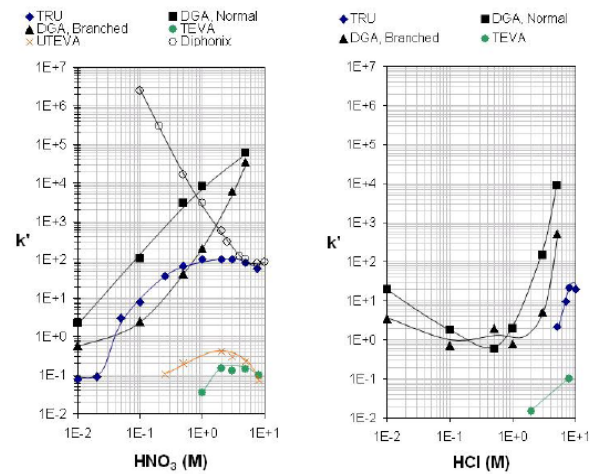 TRU DGA, Normal
DGA, Branched TEVA
UTEVA Diphonix
1E+7
1E+6
1E+5
1E+4
1E+3
1E+2
1E+1
1E+0
1E-1
1E-2
k'
1E-2 1E-1 1E+0 1E+1
HNO₃ (M)
TRU DGA, Normal
DGA, Branched TEVA
1E+7
1E+6
1E+5
1E+4
1E+3
1E+2
1E+1
1E+0
1E-1
1E-2
k'
1E-2 1E-1 1E+0 1E+1
HCl (M)